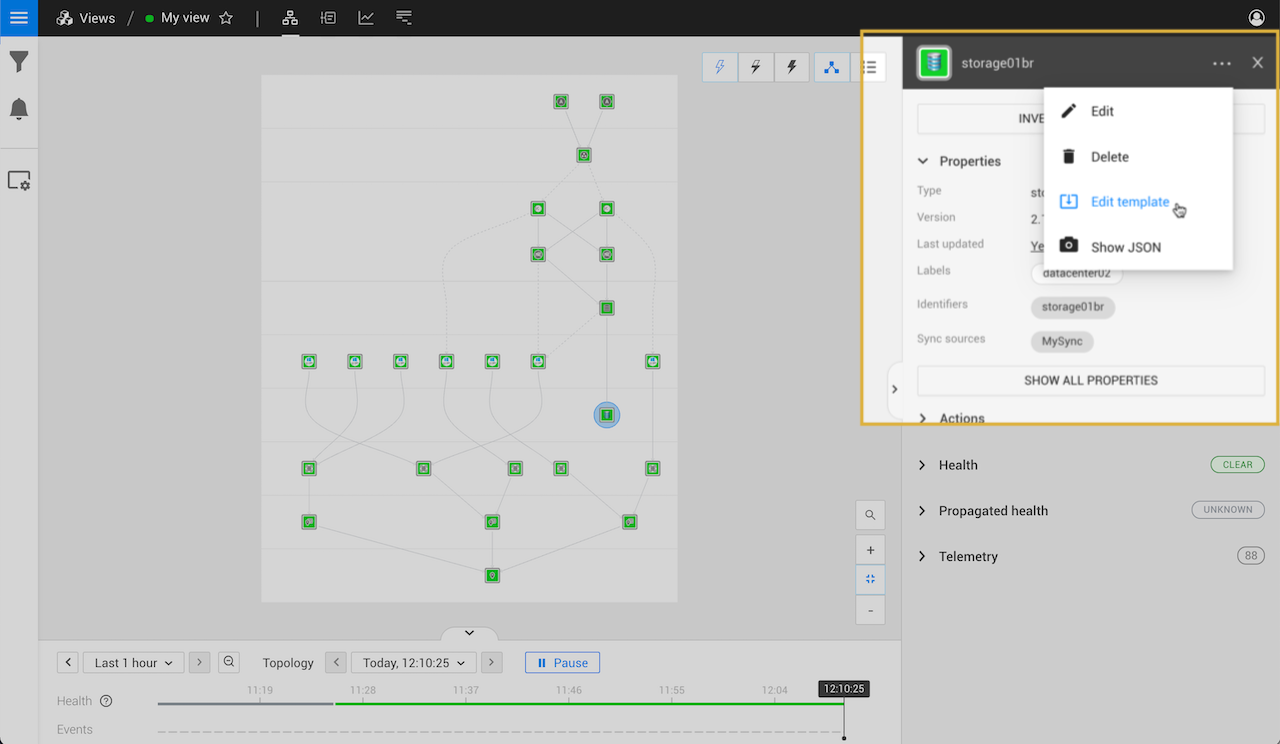 Views / My view
storage01br
INVE
Edit
Delete
Edit template
Show JSON
Properties
Type
Version 2.
Last updated Ye
Labels datacenter02
Identifiers storage01br
Sync sources MySync
SHOW ALL PROPERTIES
Actions
Health CLEAR
Propagated health UNKNOWN
Telemetry 88
+
-
Last 1 hour Topology Today, 12:10:25 Pause
11:19 11:28 11:37 11:46 11:55 12:04 12:10:25
Health ?
Events